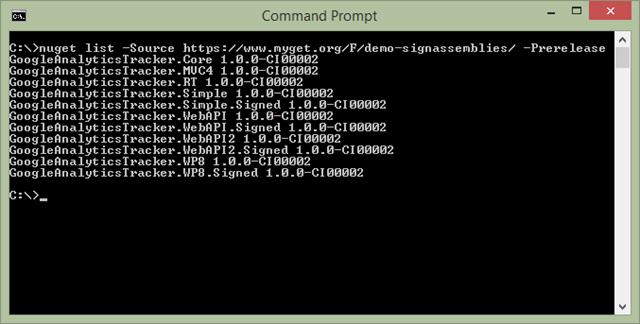 Command Prompt
C:\>nuget list -Source https://www.myget.org/F/demo-signassemblies/ -Prerelease
GoogleAnalyticsTracker.Core 1.0.0-CI00002
GoogleAnalyticsTracker.MVC4 1.0.0-CI00002
GoogleAnalyticsTracker.RT 1.0.0-CI00002
GoogleAnalyticsTracker.Simple 1.0.0-CI00002
GoogleAnalyticsTracker.Simple.Signed 1.0.0-CI00002
GoogleAnalyticsTracker.WebAPI 1.0.0-CI00002
GoogleAnalyticsTracker.WebAPI.Signed 1.0.0-CI00002
GoogleAnalyticsTracker.WebAPI2 1.0.0-CI00002
GoogleAnalyticsTracker.WebAPI2.Signed 1.0.0-CI00002
GoogleAnalyticsTracker.WP8 1.0.0-CI00002
GoogleAnalyticsTracker.WP8.Signed 1.0.0-CI00002
C:\>_